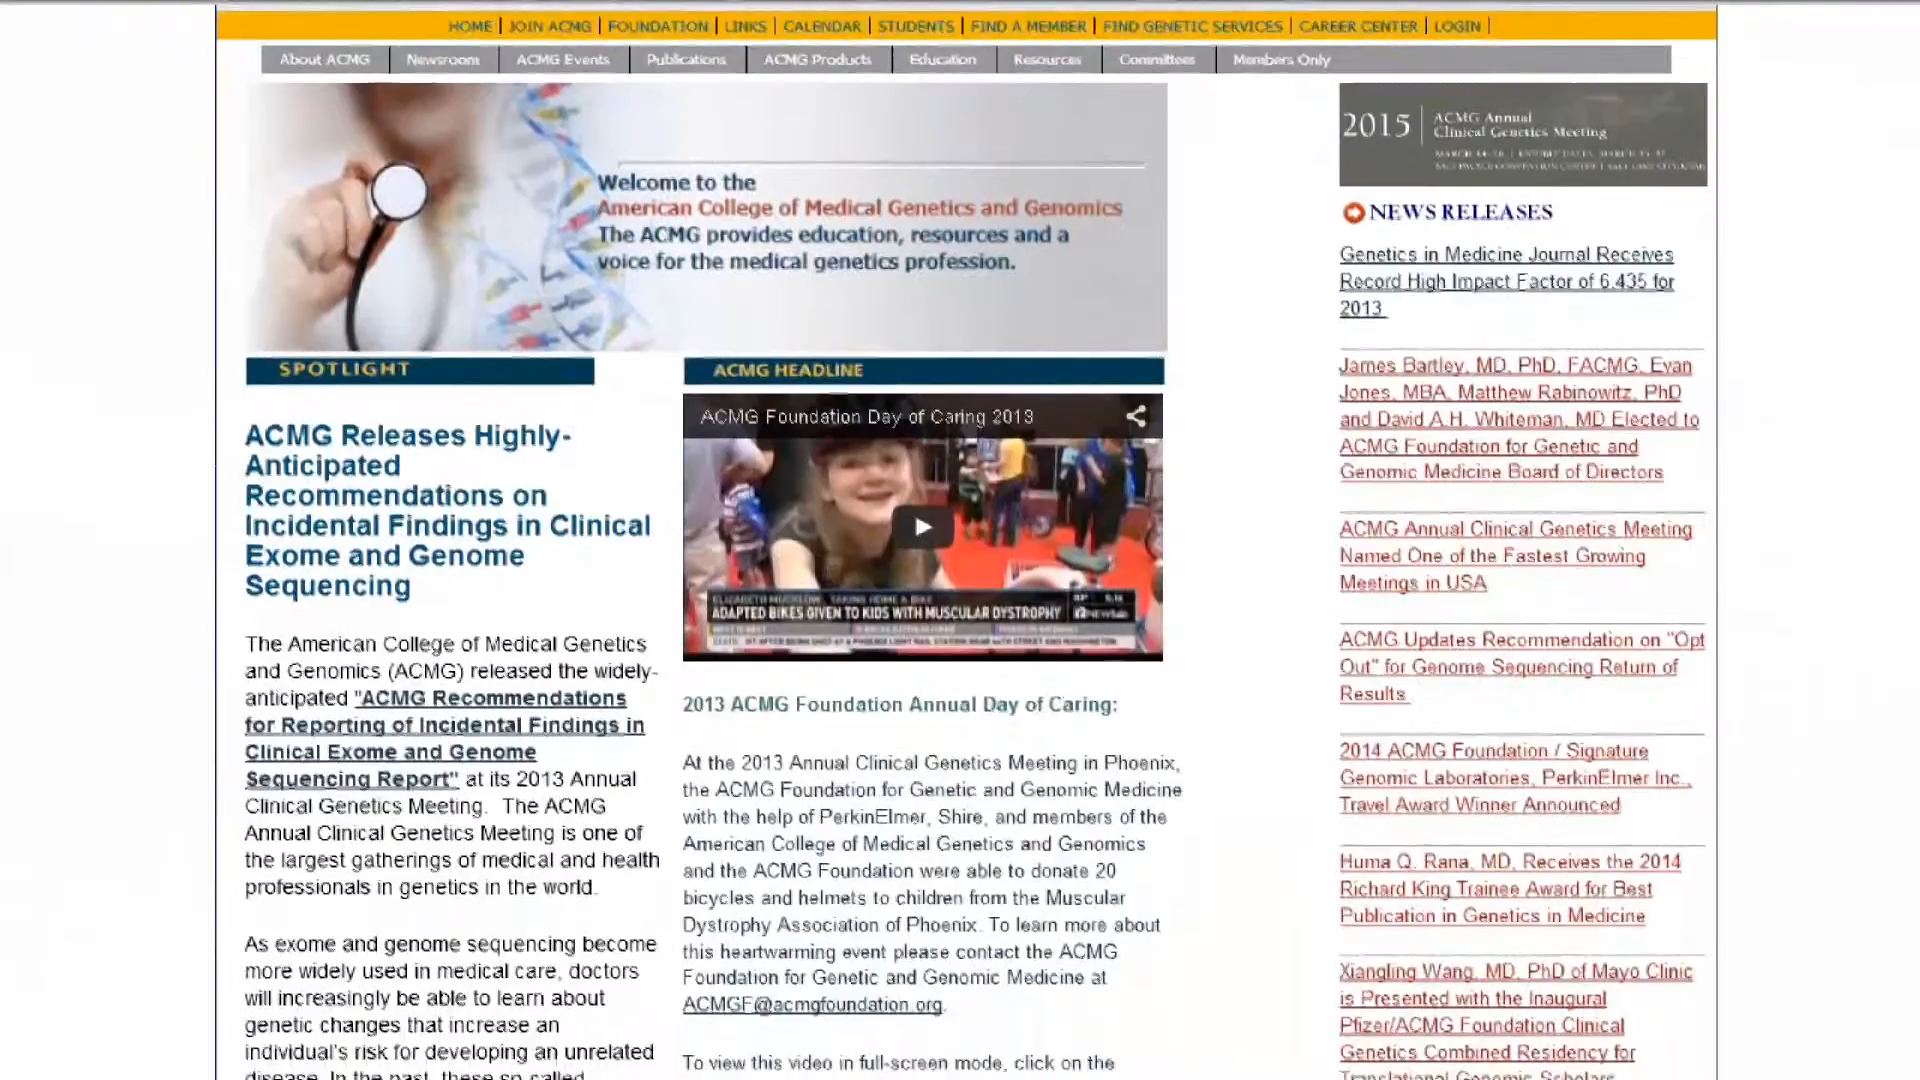 HOME | JOIN ACMG | FOUNDATION | LINKS | CALENDAR | STUDENTS | FIND A MEMBER | FIND GENETIC SERVICES | CAREER CENTER | LOGIN |
About ACMG | Newsroom | ACMG Events | Publications | ACMG Products | Education | Resources | Committees | Members Only
Welcome to the
American College of Medical Genetics and Genomics
The ACMG provides education, resources and a
voice for the medical genetics profession.
SPOTLIGHT
ACMG Releases Highly-
Anticipated
Recommendations on
Incidental Findings in Clinical
Exome and Genome
Sequencing
The American College of Medical Genetics
and Genomics (ACMG) released the widely-
anticipated "ACMG Recommendations
for Reporting of Incidental Findings in
Clinical Exome and Genome
Sequencing Report" at its 2013 Annual
Clinical Genetics Meeting. The ACMG
Annual Clinical Genetics Meeting is one of
the largest gatherings of medical and health
professionals in genetics in the world.
As exome and genome sequencing become
more widely used in medical care, doctors
will increasingly be able to learn about
genetic changes that increase an
individual's risk for developing an unrelated
disease. In the past, these so-called
ACMG HEADLINE
ACMG Foundation Day of Caring 2013
ADAPTED BIKES GIVEN TO KIDS WITH MUSCULAR DYSTROPHY
2013 ACMG Foundation Annual Day of Caring:
At the 2013 Annual Clinical Genetics Meeting in Phoenix,
the ACMG Foundation for Genetic and Genomic Medicine
with the help of PerkinElmer, Shire, and members of the
American College of Medical Genetics and Genomics
and the ACMG Foundation were able to donate 20
bicycles and helmets to children from the Muscular
Dystrophy Association of Phoenix. To learn more about
this heartwarming event please contact the ACMG
Foundation for Genetic and Genomic Medicine at
ACMGF@acmgfoundation.org.
To view this video in full-screen mode, click on the
2015 | ACMG Annual
Clinical Genetics Meeting
NEWS RELEASES
Genetics in Medicine Journal Receives
Record High Impact Factor of 6.435 for
2013
James Bartley, MD, PhD, FACMG, Evan
Jones, MBA, Matthew Rabinowitz, PhD
and David A.H. Whiteman, MD Elected to
ACMG Foundation for Genetic and
Genomic Medicine Board of Directors
ACMG Annual Clinical Genetics Meeting
Named One of the Fastest Growing
Meetings in USA
ACMG Updates Recommendation on "Opt
Out" for Genome Sequencing Return of
Results
2014 ACMG Foundation / Signature
Genomic Laboratories, PerkinElmer Inc.,
Travel Award Winner Announced
Huma Q. Rana, MD, Receives the 2014
Richard King Trainee Award for Best
Publication in Genetics in Medicine
Xiangling Wang, MD, PhD of Mayo Clinic
is Presented with the Inaugural
Pfizer/ACMG Foundation Clinical
Genetics Combined Residency for
Translational Genomic Scholars